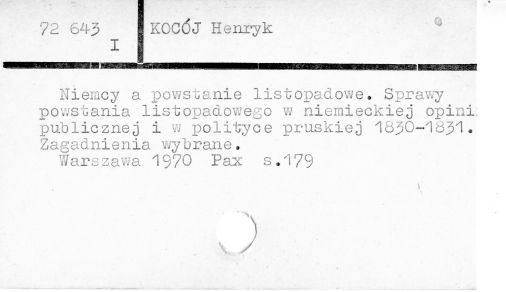 72 643
I
KOCÓJ Henryk
Niemcy a powstanie listopadowe. Sprawy
powstania listopadowego w niemieckiej opini
publicznej i w polityce pruskiej 1830-1831.
Zagadnienia wybrane.
Warszawa 1970 Pax s.179